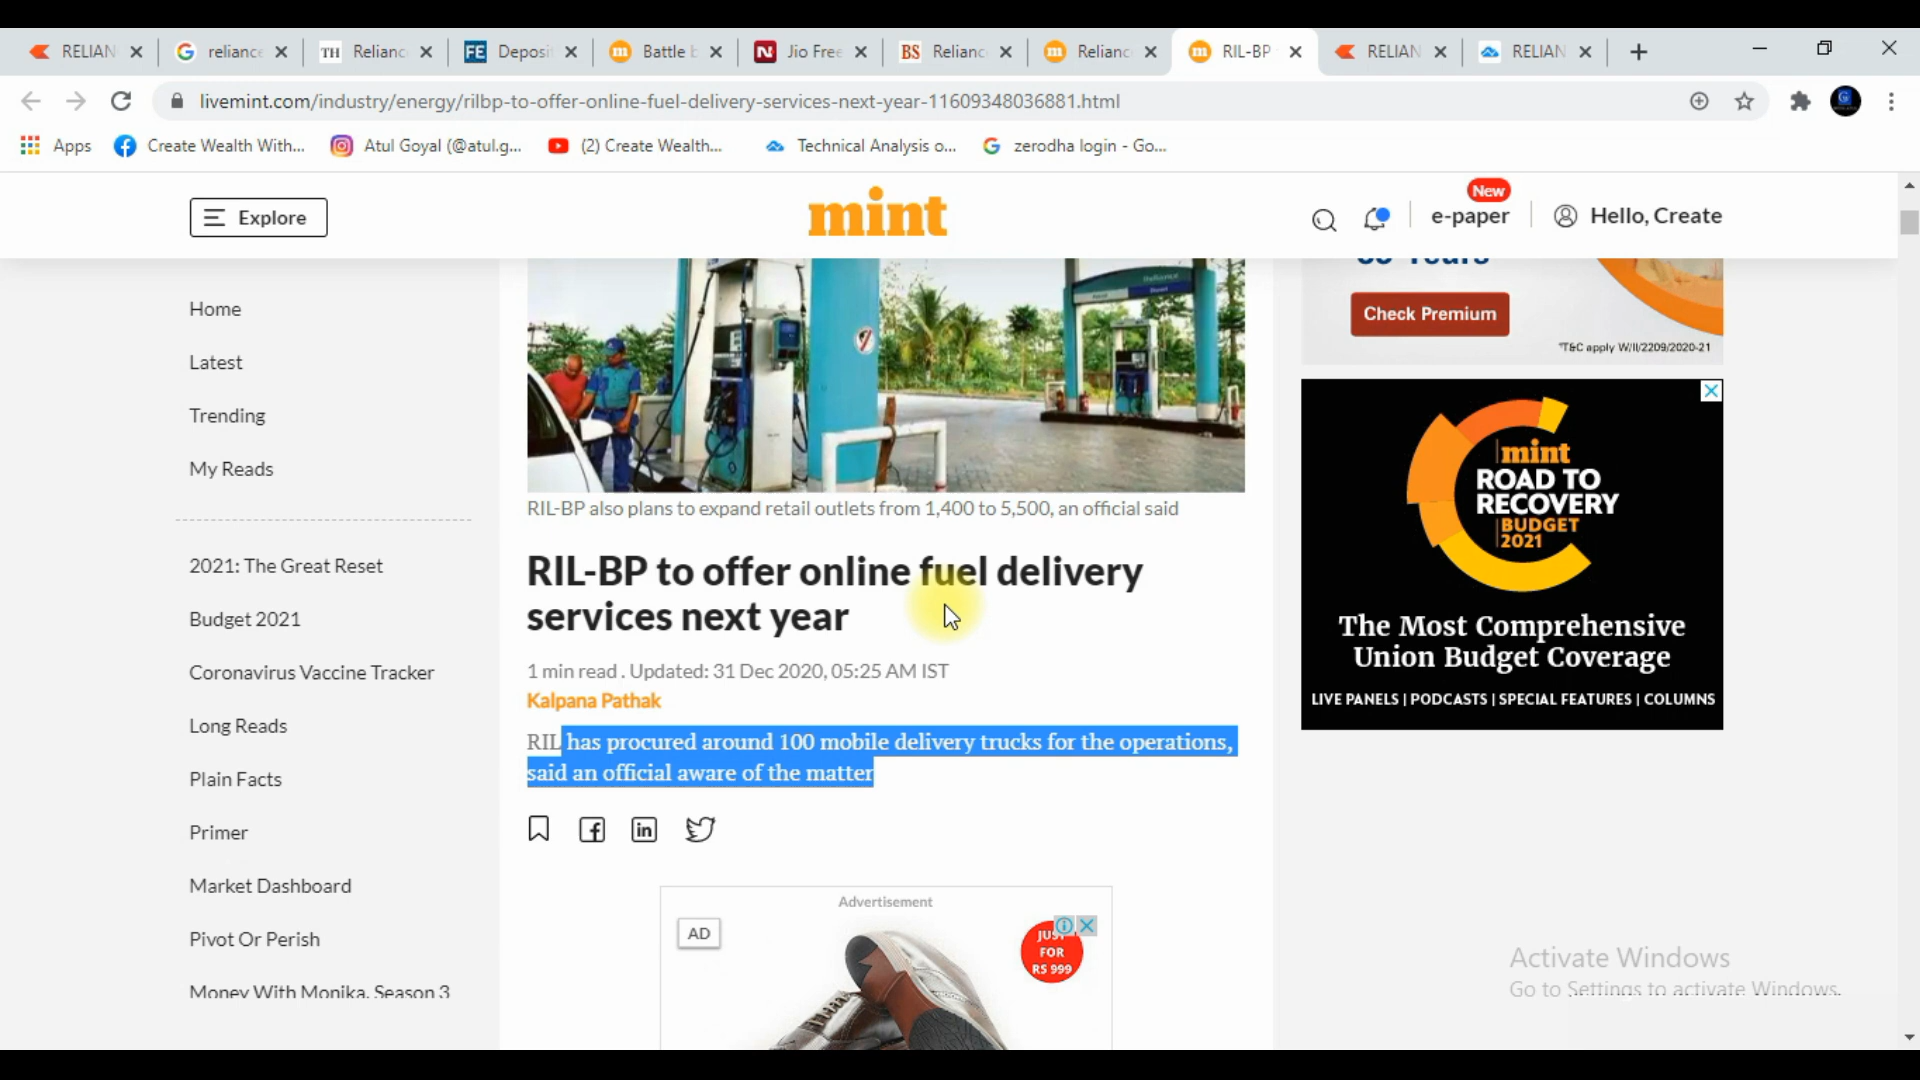 RELIAN
reliance
TH Relianc
FE Deposi
Battle b
Jio Free
BS Relianc
Relianc
RIL-BP
RELIAN
RELIAN
livemint.com/industry/energy/rilbp-to-offer-online-fuel-delivery-services-next-year-11609348036881.html
Apps
Create Wealth With...
Atul Goyal (@atul.g...
(2) Create Wealth...
Technical Analysis o...
zerodha login - Go...
Explore
mint
New
e-paper
Hello, Create
Home
Latest
Trending
My Reads
2021: The Great Reset
Budget 2021
Coronavirus Vaccine Tracker
Long Reads
Plain Facts
Primer
Market Dashboard
Pivot Or Perish
Money With Monika. Season 3
RIL-BP also plans to expand retail outlets from 1,400 to 5,500, an official said
RIL-BP to offer online fuel delivery
services next year
1 min read . Updated: 31 Dec 2020, 05:25 AM IST
Kalpana Pathak
RIL has procured around 100 mobile delivery trucks for the operations,
said an official aware of the matter
Advertisement
AD
JUST
FOR
RS 999
Check Premium
*T&C apply W/II/2209/2020-21
mint
ROAD TO
RECOVERY
BUDGET
2021
The Most Comprehensive
Union Budget Coverage
LIVE PANELS | PODCASTS | SPECIAL FEATURES | COLUMNS
Activate Windows
Go to Settings to activate Windows.